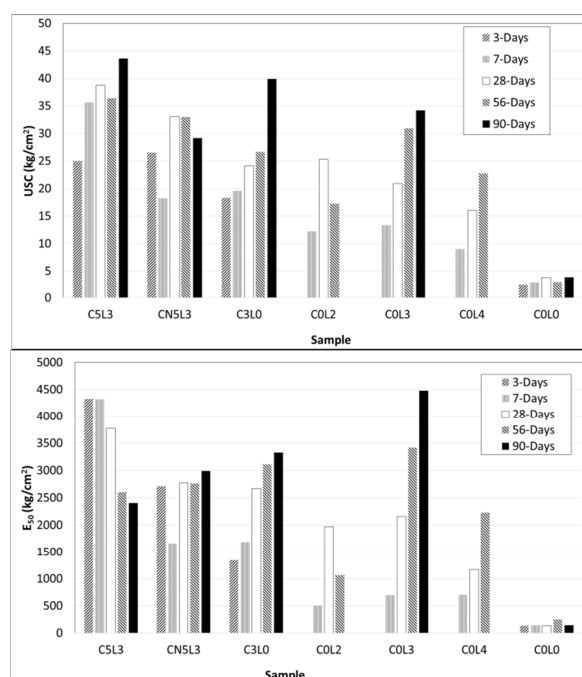 50
45
40
35
30
25
20
15
10
5
0
USC (kg/cm²)
3-Days
7-Days
28-Days
56-Days
90-Days
C5L3 CN5L3 C3L0 C0L2 C0L3 C0L4 C0L0
Sample
5000
4500
4000
3500
3000
2500
2000
1500
1000
500
0
E₅₀ (kg/cm²)
3-Days
7-Days
28-Days
56-Days
90-Days
C5L3 CN5L3 C3L0 C0L2 C0L3 C0L4 C0L0
Sample